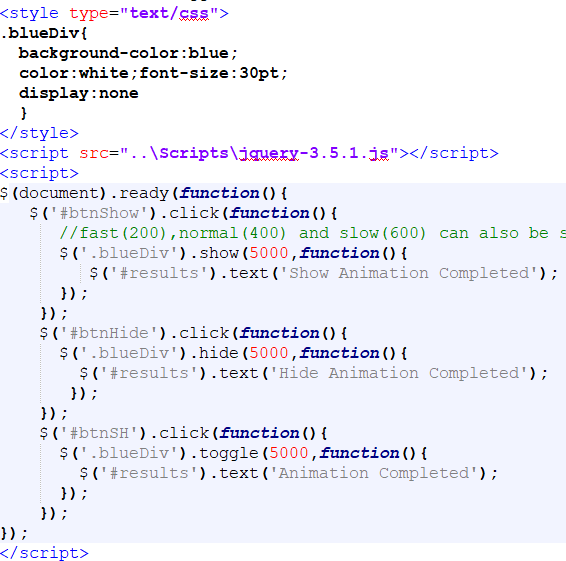 <style type="text/css">
.blueDiv{
  background-color:blue;
  color:white;font-size:30pt;
  display:none
  }
</style>
<script src="..\Scripts\jquery-3.5.1.js"></script>
<script>
$(document).ready(function(){
   $('#btnShow').click(function(){
      //fast(200),normal(400) and slow(600) can also be s
      $('.blueDiv').show(5000,function(){
         $('#results').text('Show Animation Completed');
      });
    });
    $('#btnHide').click(function(){
      $('.blueDiv').hide(5000,function(){
        $('#results').text('Hide Animation Completed');
       });
    });
    $('#btnSH').click(function(){
      $('.blueDiv').toggle(5000,function(){
        $('#results').text('Animation Completed');
      });
    });
});
</script>